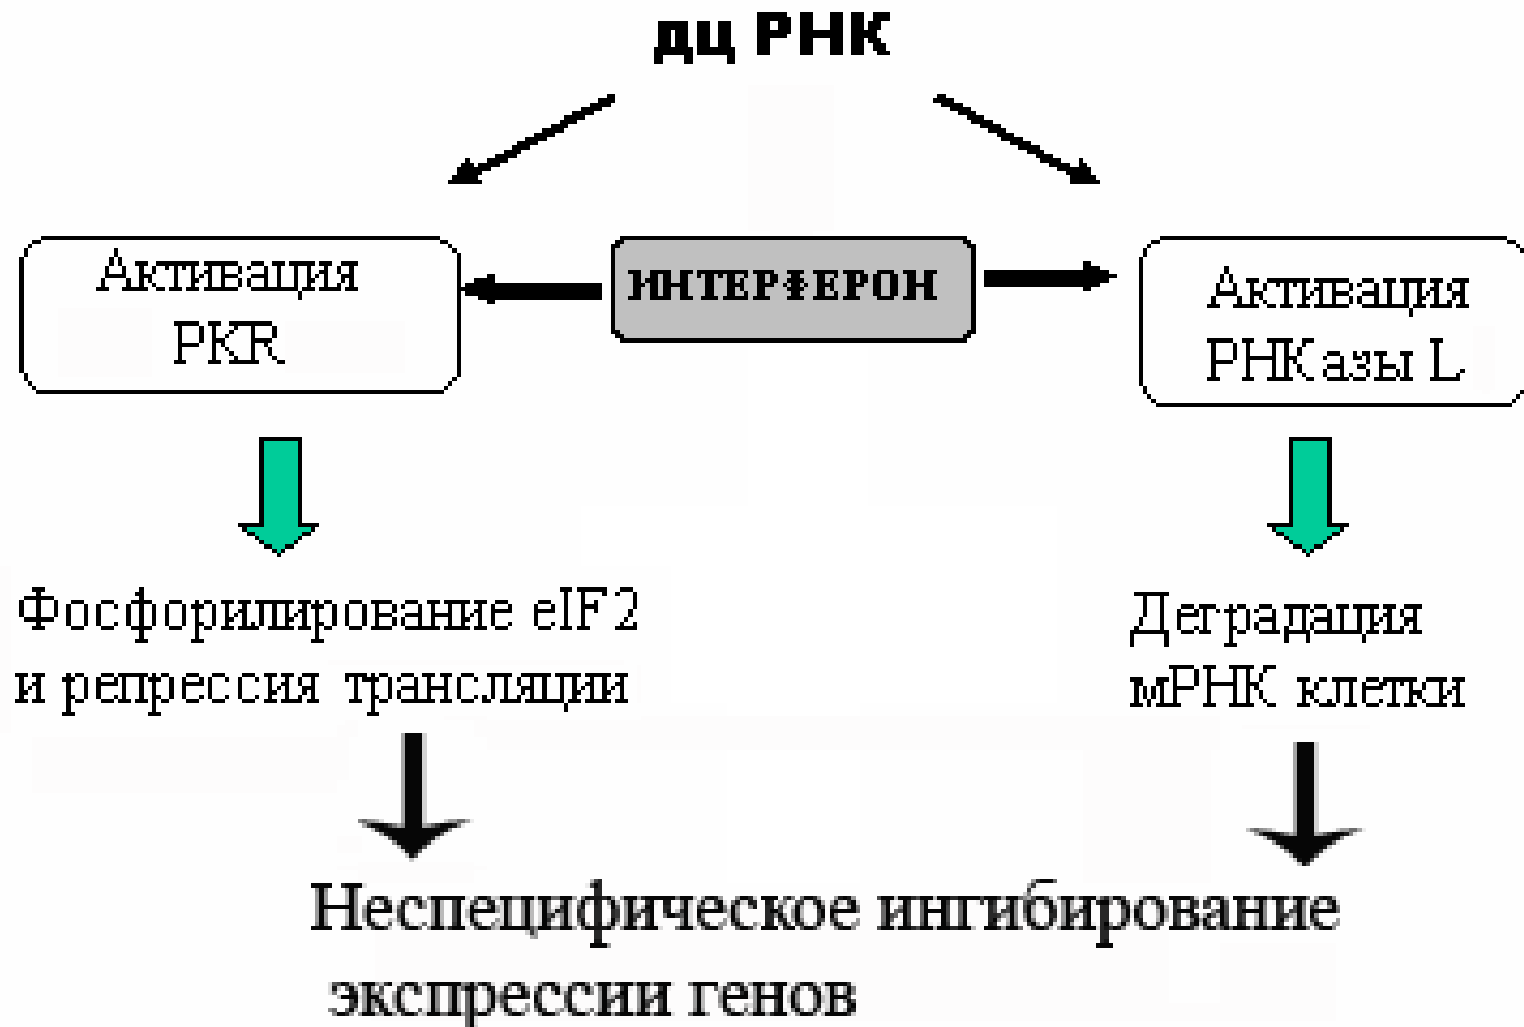 дц РНК
Активация
PKR
ИНТЕРФЕРОН
Активация
РНКазы L
Фосфорилирование eIF2
и репрессия трансляции
Деградация
мРНК клетки
Неспецифическое ингибирование
экспрессии генов